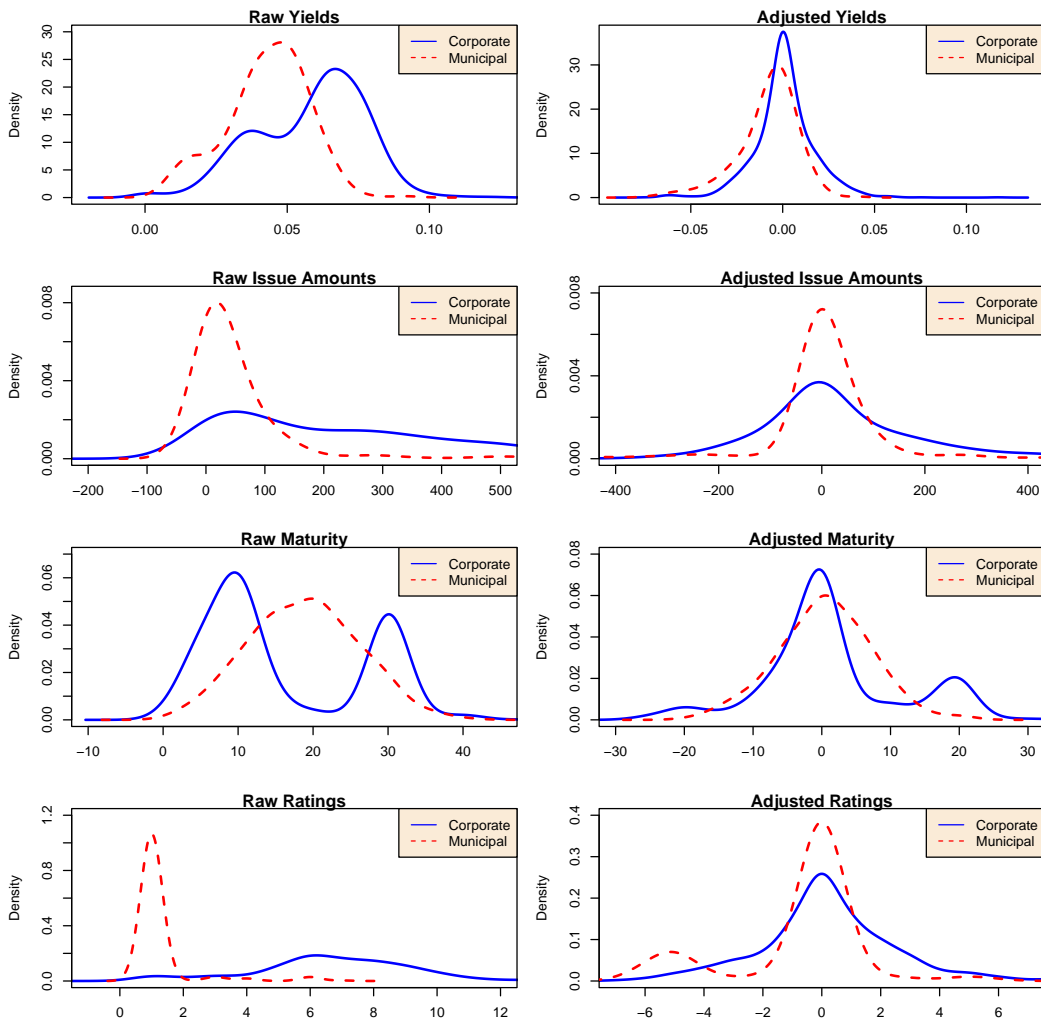 Raw Yields
Density
0 5 10 15 20 25 30
0.00 0.05 0.10
Corporate
Municipal
Adjusted Yields
Density
0 10 20 30
−0.05 0.00 0.05 0.10
Corporate
Municipal
Raw Issue Amounts
Density
0.000 0.004 0.008
−200 −100 0 100 200 300 400 500
Corporate
Municipal
Adjusted Issue Amounts
Density
0.000 0.004 0.008
−400 −200 0 200 400
Corporate
Municipal
Raw Maturity
Density
0.00 0.02 0.04 0.06
−10 0 10 20 30 40
Corporate
Municipal
Adjusted Maturity
Density
0.00 0.02 0.04 0.06 0.08
−30 −20 −10 0 10 20 30
Corporate
Municipal
Raw Ratings
Density
0.0 0.4 0.8 1.2
0 2 4 6 8 10 12
Corporate
Municipal
Adjusted Ratings
Density
0.0 0.1 0.2 0.3 0.4
−6 −4 −2 0 2 4 6
Corporate
Municipal